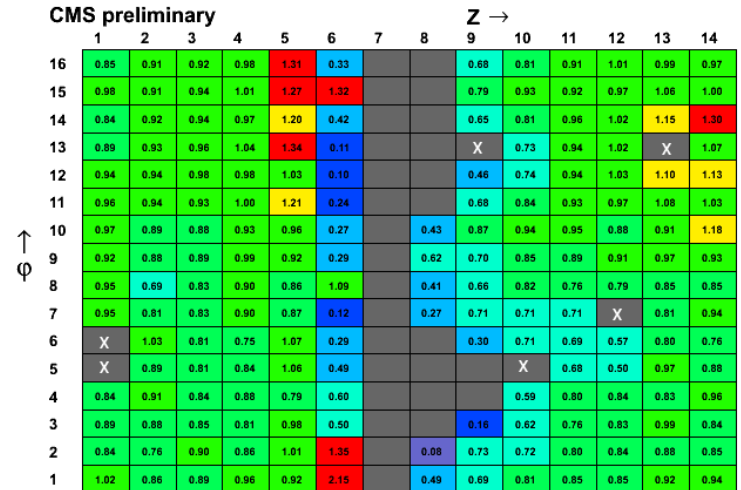 CMS preliminary Z →
1 2 3 4 5 6 7 8 9 10 11 12 13 14
16 0.85 0.91 0.92 0.98 1.31 0.33 0.68 0.81 0.91 1.01 0.99 0.97
15 0.98 0.91 0.94 1.01 1.27 1.32 0.79 0.93 0.92 0.97 1.06 1.00
14 0.84 0.92 0.94 0.97 1.20 0.42 0.65 0.81 0.96 1.02 1.15 1.30
13 0.89 0.93 0.96 1.04 1.34 0.11 X 0.73 0.94 1.02 X 1.07
12 0.94 0.94 0.98 0.98 1.03 0.10 0.46 0.74 0.94 1.03 1.10 1.13
11 0.96 0.94 0.93 1.00 1.21 0.24 0.68 0.84 0.93 0.97 1.08 1.03
10 0.97 0.89 0.88 0.93 0.96 0.27 0.43 0.87 0.94 0.95 0.88 0.91 1.18
9 0.92 0.88 0.89 0.99 0.92 0.29 0.62 0.70 0.85 0.89 0.91 0.97 0.93
8 0.95 0.69 0.83 0.90 0.86 1.09 0.41 0.66 0.82 0.76 0.79 0.85 0.85
7 0.95 0.81 0.83 0.90 0.87 0.12 0.27 0.71 0.71 0.71 X 0.81 0.94
6 X 1.03 0.81 0.75 1.07 0.29 0.30 0.71 0.69 0.57 0.80 0.76
5 X 0.89 0.81 0.84 1.06 0.49 X 0.68 0.50 0.97 0.88
4 0.84 0.91 0.84 0.88 0.79 0.60 0.59 0.80 0.84 0.83 0.96
3 0.89 0.88 0.85 0.81 0.98 0.50 0.16 0.62 0.76 0.83 0.99 0.84
2 0.84 0.76 0.90 0.86 1.01 1.35 0.08 0.73 0.72 0.80 0.84 0.88 0.85
1 1.02 0.86 0.89 0.96 0.92 2.15 0.49 0.69 0.81 0.85 0.85 0.92 0.94
φ →